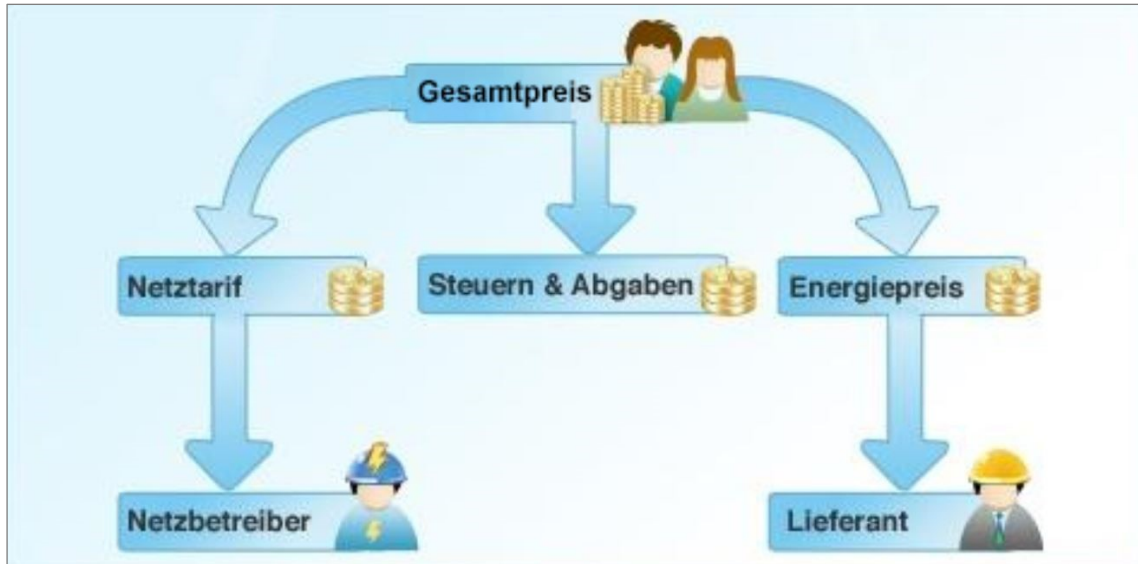 Gesamtpreis
Netztarif
Steuern & Abgaben
Energiepreis
Netzbetreiber
Lieferant